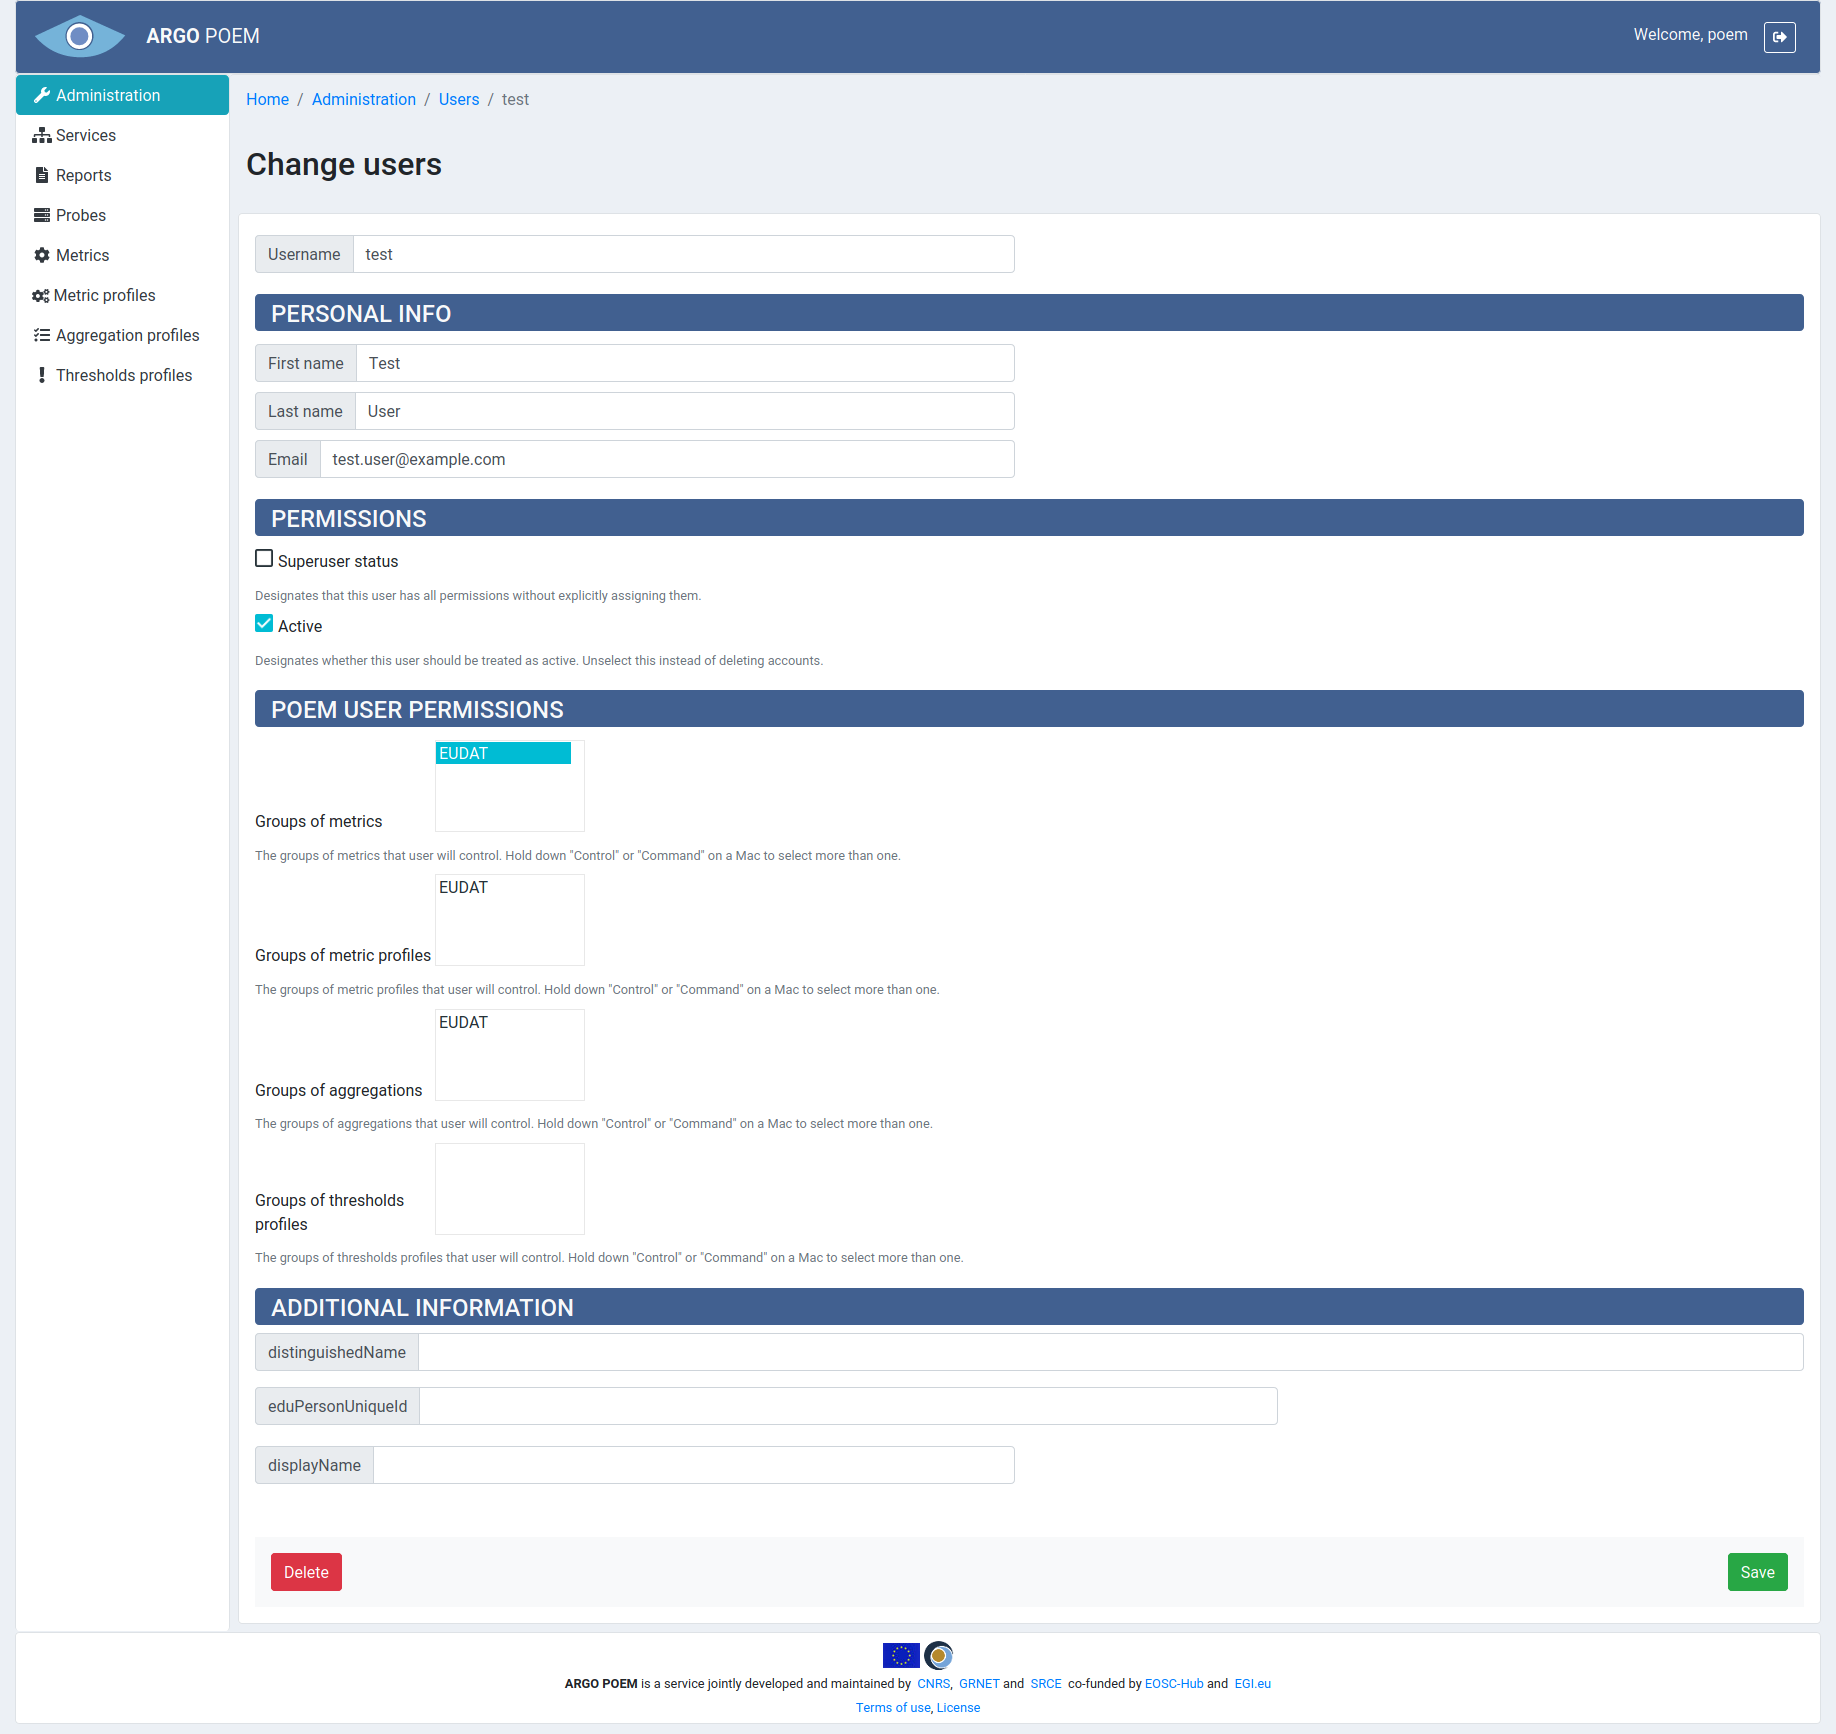 ARGO POEM
Welcome, poem
Administration
Services
Reports
Probes
Metrics
Metric profiles
Aggregation profiles
Thresholds profiles
Home / Administration / Users / test
Change users
Username test
PERSONAL INFO
First name Test
Last name User
Email test.user@example.com
PERMISSIONS
Superuser status
Designates that this user has all permissions without explicitly assigning them.
Active
Designates whether this user should be treated as active. Unselect this instead of deleting accounts.
POEM USER PERMISSIONS
EUDAT
Groups of metrics
The groups of metrics that user will control. Hold down "Control" or "Command" on a Mac to select more than one.
EUDAT
Groups of metric profiles
The groups of metric profiles that user will control. Hold down "Control" or "Command" on a Mac to select more than one.
EUDAT
Groups of aggregations
The groups of aggregations that user will control. Hold down "Control" or "Command" on a Mac to select more than one.
Groups of thresholds
profiles
The groups of thresholds profiles that user will control. Hold down "Control" or "Command" on a Mac to select more than one.
ADDITIONAL INFORMATION
distinguishedName
eduPersonUniqueId
displayName
Delete
Save
ARGO POEM is a service jointly developed and maintained by CNRS, GRNET and SRCE co-funded by EOSC-Hub and EGI.eu
Terms of use, License